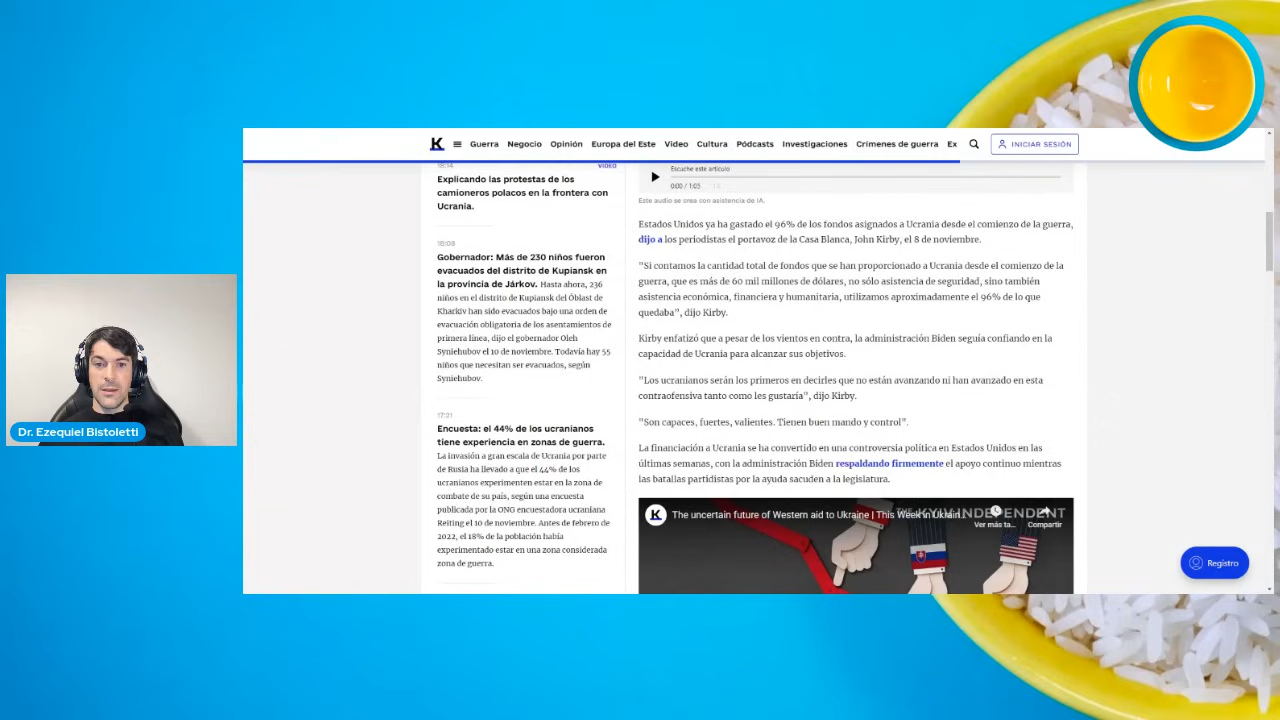 K
Guerra Negocio Opinión Europa del Este Video Cultura Pódcasts Investigaciones Crímenes de guerra Ex
INICIAR SESIÓN
18:14
VIDEO
Explicando las protestas de los
camioneros polacos en la frontera con
Ucrania.
18:08
Gobernador: Más de 230 niños fueron
evacuados del distrito de Kupiansk en
la provincia de Járkov. Hasta ahora, 236
niños en el distrito de Kupiansk del Óblast de
Kharkiv han sido evacuados bajo una orden de
evacuación obligatoria de los asentamientos de
primera línea, dijo el gobernador Oleh
Syniehubov el 10 de noviembre. Todavía hay 55
niños que necesitan ser evacuados, según
Syniehubov.
17:21
Encuesta: el 44% de los ucranianos
tiene experiencia en zonas de guerra.
La invasión a gran escala de Ucrania por parte
de Rusia ha llevado a que el 44% de los
ucranianos experimenten estar en la zona de
combate de su país, según una encuesta
publicada por la ONG encuestadora ucraniana
Reiting el 10 de noviembre. Antes de febrero de
2022, el 18% de la población había
experimentado estar en una zona considerada
zona de guerra.
Escuche este artículo
0:00 / 1:03
Este audio se crea con asistencia de IA.
Estados Unidos ya ha gastado el 96% de los fondos asignados a Ucrania desde el comienzo de la guerra,
dijo a los periodistas el portavoz de la Casa Blanca, John Kirby, el 8 de noviembre.
"Si contamos la cantidad total de fondos que se han proporcionado a Ucrania desde el comienzo de la
guerra, que es más de 60 mil millones de dólares, no sólo asistencia de seguridad, sino también
asistencia económica, financiera y humanitaria, utilizamos aproximadamente el 96% de lo que
quedaba", dijo Kirby.
Kirby enfatizó que a pesar de los vientos en contra, la administración Biden seguía confiando en la
capacidad de Ucrania para alcanzar sus objetivos.
"Los ucranianos serán los primeros en decirles que no están avanzando ni han avanzado en esta
contraofensiva tanto como les gustaría", dijo Kirby.
"Son capaces, fuertes, valientes. Tienen buen mando y control".
La financiación a Ucrania se ha convertido en una controversia política en Estados Unidos en las
últimas semanas, con la administración Biden respaldando firmemente el apoyo continuo mientras
las batallas partidistas por la ayuda sacuden a la legislatura.
K
The uncertain future of Western aid to Ukraine | This Week in Ukrain...
THE KYIV INDEPENDENT
Ver más ta...
Compartir
Registro
Dr. Ezequiel Bistoletti